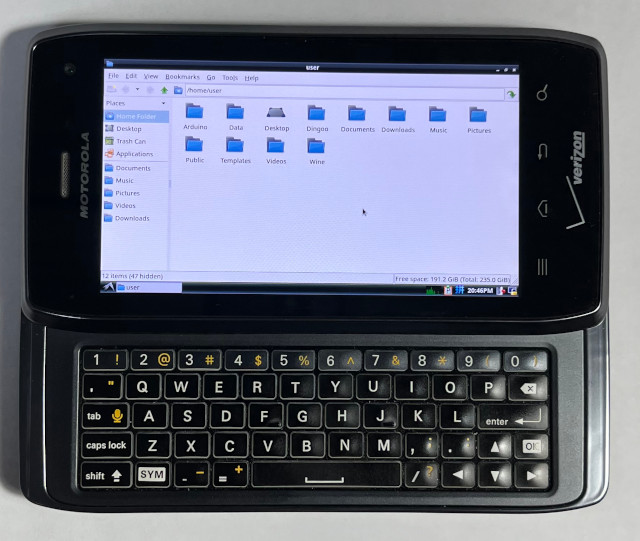 user
File Edit View Bookmarks Go Tools Help
/home/user
Places
Home Folder
Desktop
Trash Can
Applications
Documents
Music
Pictures
Videos
Downloads
Arduino Data Desktop Dingoo Documents Downloads Music Pictures
Public Templates Videos Wine
12 items (47 hidden)
Free space: 191.2 GiB (Total: 235.0 GiB)
user
拼
20:46PM
MOTOROLA
verizon
1 ! 2 @ 3 # 4 $ 5 % 6 ^ 7 & 8 * 9 ( 0 )
. " Q W E R T Y U I O P
tab A S D F G H J K L enter
caps lock Z X C V B N M , . OK
shift SYM - _ = + / ?